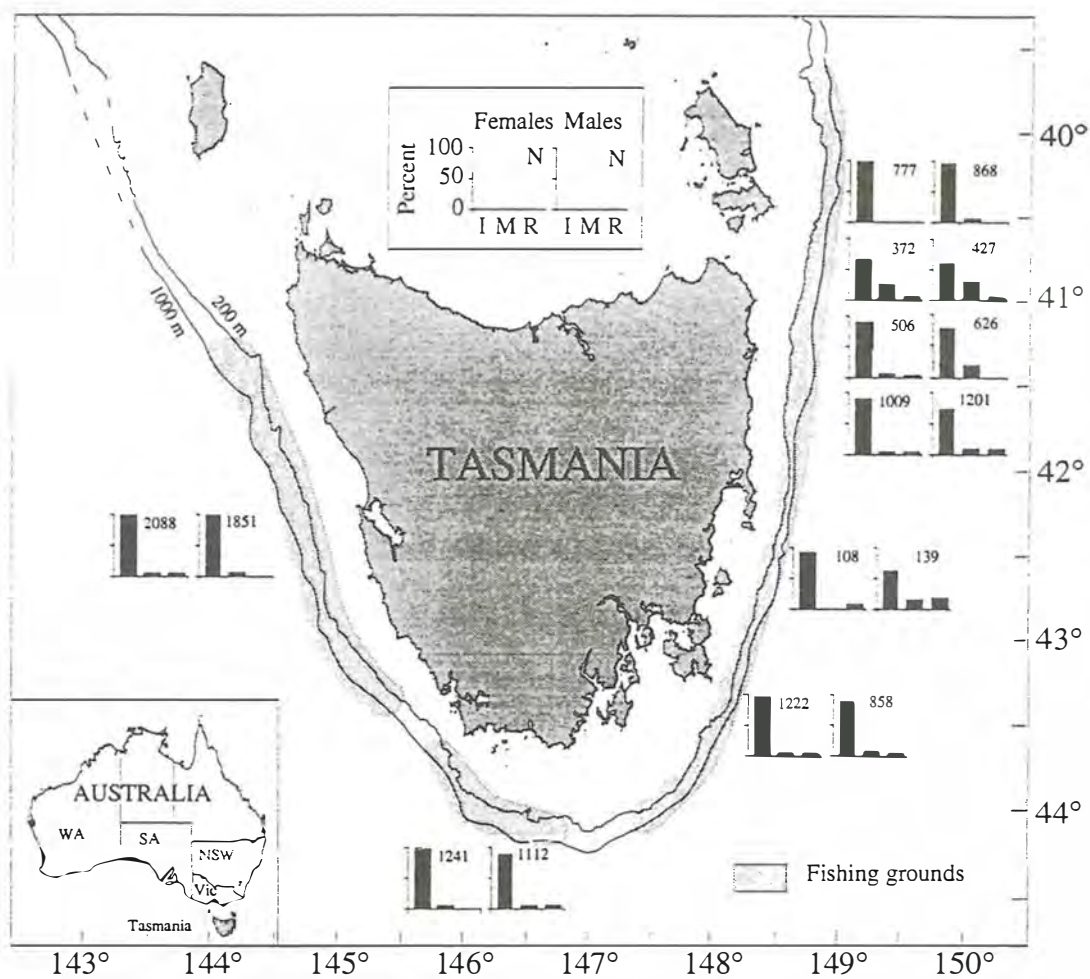 Females Males
100 N N
50
0
Percent
I M R I M R
40°
777 868
372 427
41°
200 m
1000 m
506 626
1009 1201
TASMANIA
42°
2088 1851
108 139
43°
1222 858
AUSTRALIA
WA
SA
NSW
Vic
Tasmania
44°
1241 1112
Fishing grounds
143° 144° 145° 146° 147° 148° 149° 150°